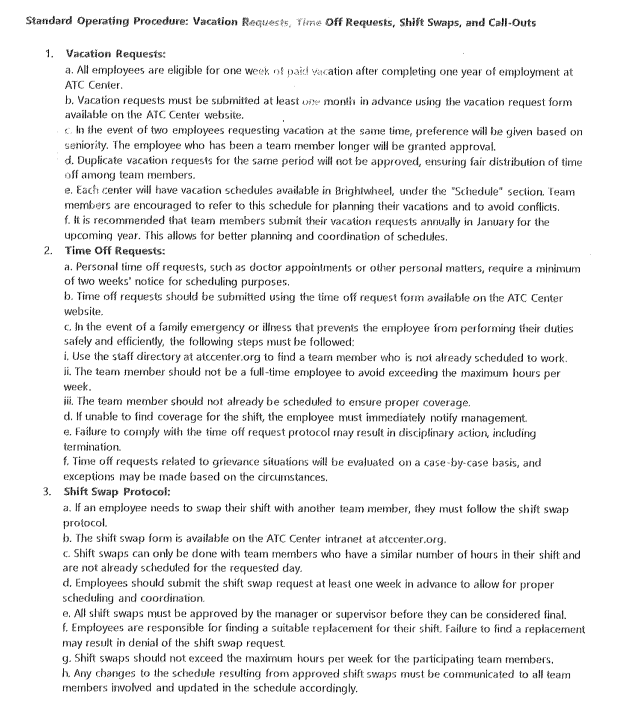 Standard Operating Procedure: Vacation Requests, Time Off Requests, Shift Swaps, and Call-Outs
1. Vacation Requests:
a. All employees are eligible for one week of paid vacation after completing one year of employment at
ATC Center.
b. Vacation requests must be submitted at least one month in advance using the vacation request form
available on the ATC Center website.
c. In the event of two employees requesting vacation at the same time, preference will be given based on
seniority. The employee who has been a team member longer will be granted approval.
d. Duplicate vacation requests for the same period will not be approved, ensuring fair distribution of time
off among team members.
e. Each center will have vacation schedules available in Brightwheel, under the "Schedule" section. Team
members are encouraged to refer to this schedule for planning their vacations and to avoid conflicts.
f. It is recommended that team members submit their vacation requests annually in January for the
upcoming year. This allows for better planning and coordination of schedules.
2. Time Off Requests:
a. Personal time off requests, such as doctor appointments or other personal matters, require a minimum
of two weeks' notice for scheduling purposes.
b. Time off requests should be submitted using the time off request form available on the ATC Center
website.
c. In the event of a family emergency or illness that prevents the employee from performing their duties
safely and efficiently, the following steps must be followed:
i. Use the staff directory at atccenter.org to find a team member who is not already scheduled to work.
ii. The team member should not be a full-time employee to avoid exceeding the maximum hours per
week.
iii. The team member should not already be scheduled to ensure proper coverage.
d. If unable to find coverage for the shift, the employee must immediately notify management.
e. Failure to comply with the time off request protocol may result in disciplinary action, including
termination.
f. Time off requests related to grievance situations will be evaluated on a case-by-case basis, and
exceptions may be made based on the circumstances.
3. Shift Swap Protocol:
a. If an employee needs to swap their shift with another team member, they must follow the shift swap
protocol.
b. The shift swap form is available on the ATC Center intranet at atccenter.org.
c. Shift swaps can only be done with team members who have a similar number of hours in their shift and
are not already scheduled for the requested day.
d. Employees should submit the shift swap request at least one week in advance to allow for proper
scheduling and coordination.
e. All shift swaps must be approved by the manager or supervisor before they can be considered final.
f. Employees are responsible for finding a suitable replacement for their shift. Failure to find a replacement
may result in denial of the shift swap request.
g. Shift swaps should not exceed the maximum hours per week for the participating team members.
h. Any changes to the schedule resulting from approved shift swaps must be communicated to all team
members involved and updated in the schedule accordingly.